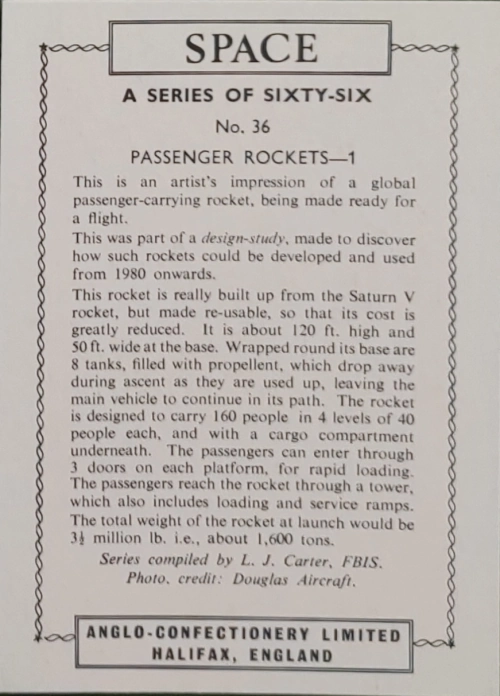 SPACE
A SERIES OF SIXTY-SIX
No. 36
PASSENGER ROCKETS—1
This is an artist's impression of a global
passenger-carrying rocket, being made ready for
a flight.
This was part of a design-study, made to discover
how such rockets could be developed and used
from 1980 onwards.
This rocket is really built up from the Saturn V
rocket, but made re-usable, so that its cost is
greatly reduced. It is about 120 ft. high and
50 ft. wide at the base. Wrapped round its base are
8 tanks, filled with propellent, which drop away
during ascent as they are used up, leaving the
main vehicle to continue in its path. The rocket
is designed to carry 160 people in 4 levels of 40
people each, and with a cargo compartment
underneath. The passengers can enter through
3 doors on each platform, for rapid loading.
The passengers reach the rocket through a tower,
which also includes loading and service ramps.
The total weight of the rocket at launch would be
3½ million lb. i.e., about 1,600 tons.
Series compiled by L. J. Carter, FBIS.
Photo, credit: Douglas Aircraft.
ANGLO-CONFECTIONERY LIMITED
HALIFAX, ENGLAND